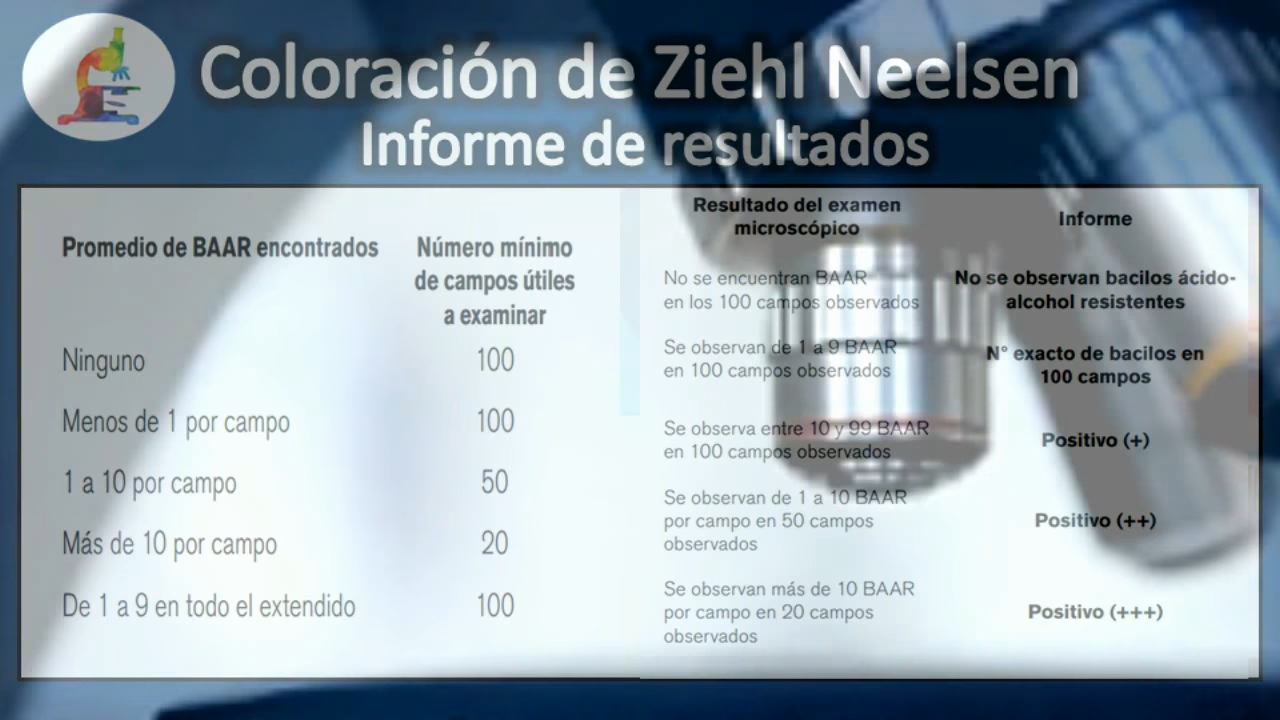 Coloración de Ziehl Neelsen
Informe de resultados
Promedio de BAAR encontrados
Número mínimo
de campos útiles
a examinar
Ninguno
100
Menos de 1 por campo
100
1 a 10 por campo
50
Más de 10 por campo
20
De 1 a 9 en todo el extendido
100
Resultado del examen
microscópico
Informe
No se encuentran BAAR
en los 100 campos observados
No se observan bacilos ácido-
alcohol resistentes
Se observan de 1 a 9 BAAR
en 100 campos observados
N° exacto de bacilos en
100 campos
Se observa entre 10 y 99 BAAR
en 100 campos observados
Positivo (+)
Se observan de 1 a 10 BAAR
por campo en 50 campos
observados
Positivo (++)
Se observan más de 10 BAAR
por campo en 20 campos
observados
Positivo (+++)